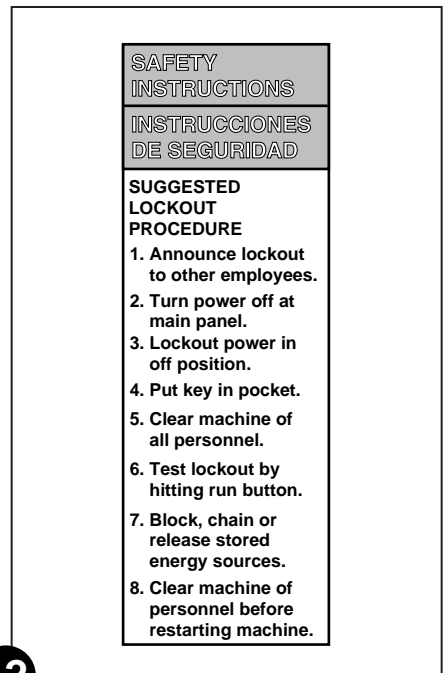 SAFETY
INSTRUCTIONS
INSTRUCCIONES
DE SEGURIDAD
SUGGESTED
LOCKOUT
PROCEDURE
1. Announce lockout
to other employees.
2. Turn power off at
main panel.
3. Lockout power in
off position.
4. Put key in pocket.
5. Clear machine of
all personnel.
6. Test lockout by
hitting run button.
7. Block, chain or
release stored
energy sources.
8. Clear machine of
personnel before
restarting machine.